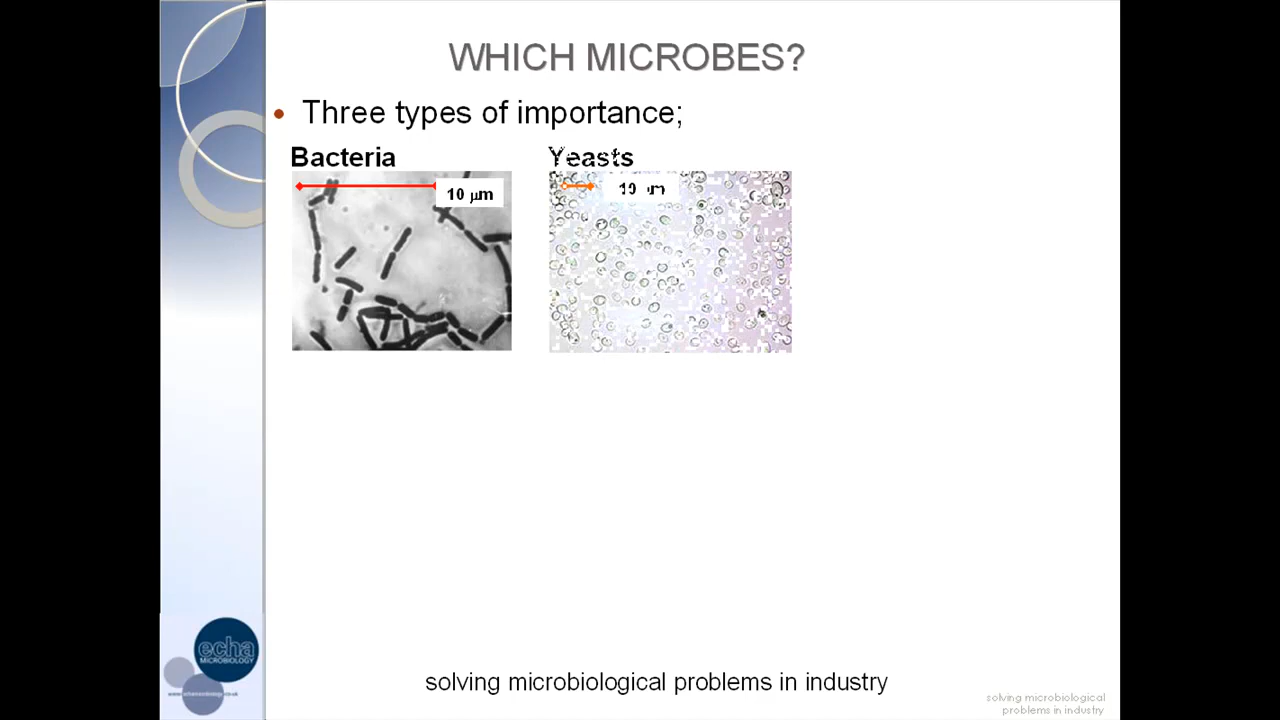 WHICH MICROBES?
• Three types of importance;
Bacteria
Yeasts
10 μm
10 μm
echa
MICROBIOLOGY
solving microbiological problems in industry
solving microbiological
problems in industry